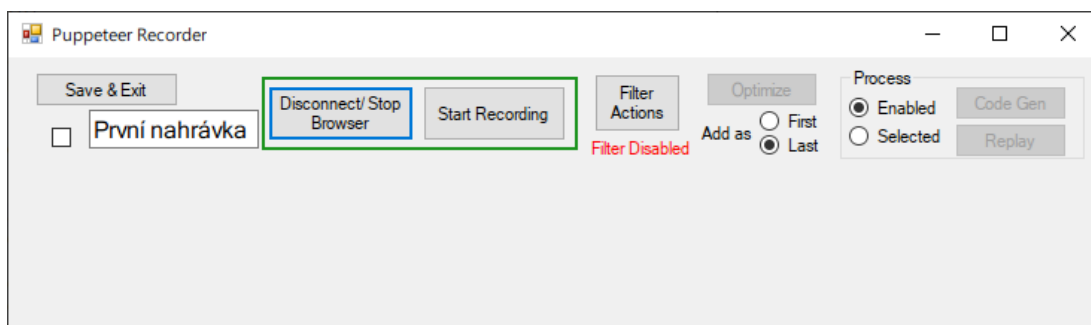 Puppeteer Recorder
Save & Exit
První nahrávka
Disconnect/ Stop
Browser
Start Recording
Filter
Actions
Filter Disabled
Optimize
Add as
First
Last
Process
Enabled
Selected
Code Gen
Replay